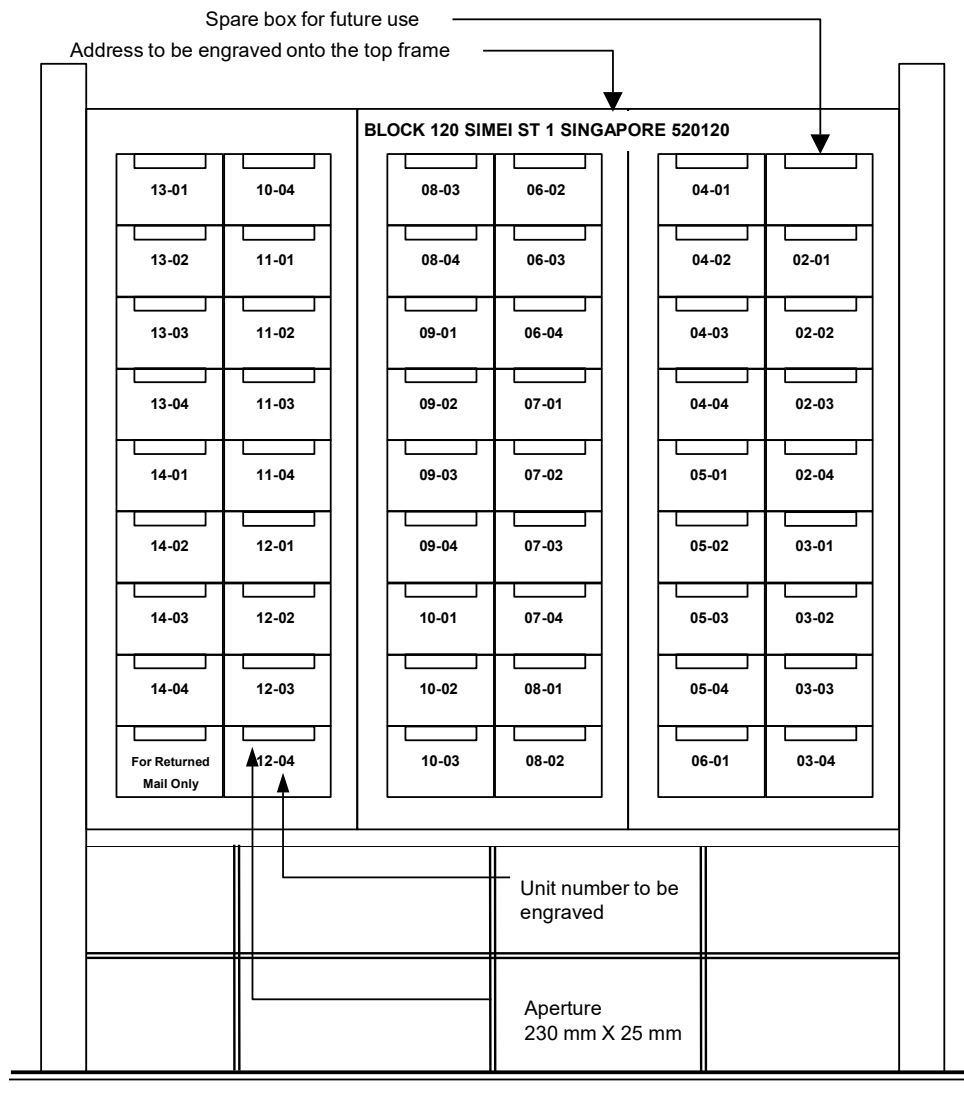 Spare box for future use
Address to be engraved onto the top frame
BLOCK 120 SIMEI ST 1 SINGAPORE 520120
13-01 10-04 08-03 06-02 04-01
13-02 11-01 08-04 06-03 04-02 02-01
13-03 11-02 09-01 06-04 04-03 02-02
13-04 11-03 09-02 07-01 04-04 02-03
14-01 11-04 09-03 07-02 05-01 02-04
14-02 12-01 09-04 07-03 05-02 03-01
14-03 12-02 10-01 07-04 05-03 03-02
14-04 12-03 10-02 08-01 05-04 03-03
For Returned 12-04 10-03 08-02 06-01 03-04
Mail Only
Unit number to be
engraved
Aperture
230 mm X 25 mm